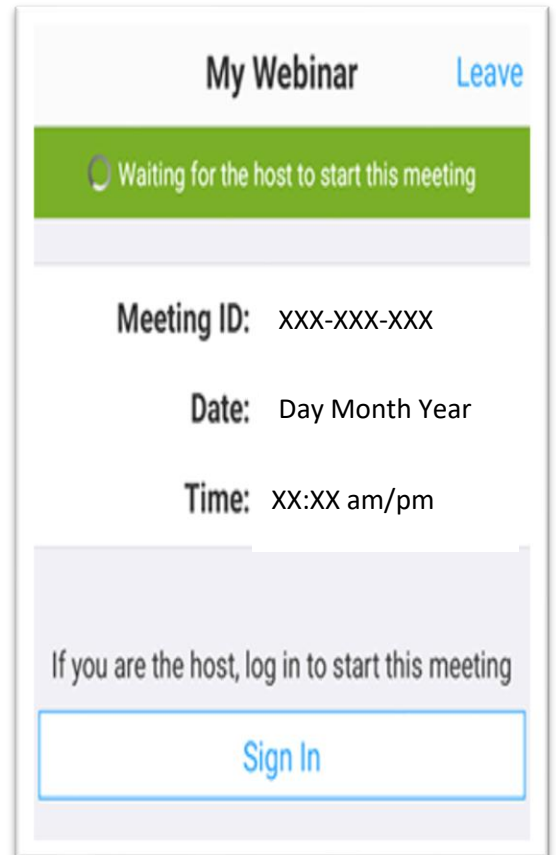 My Webinar Leave
Waiting for the host to start this meeting
Meeting ID: XXX-XXX-XXX
Date: Day Month Year
Time: XX:XX am/pm
If you are the host, log in to start this meeting
Sign In